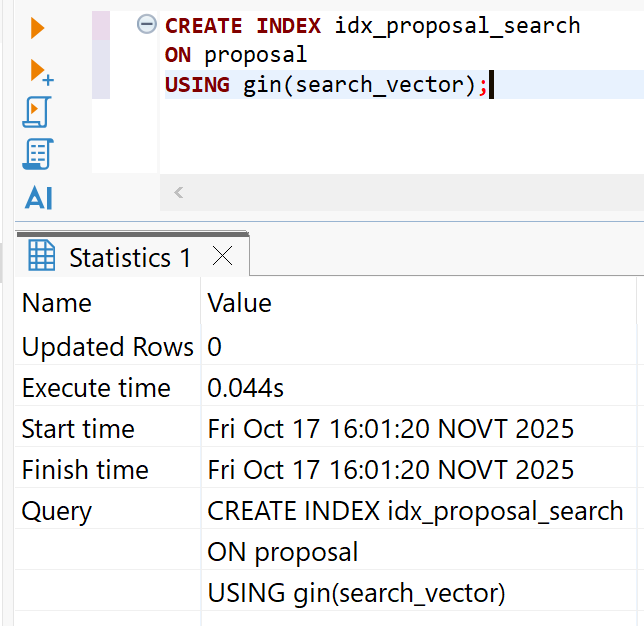 CREATE INDEX idx_proposal_search
ON proposal
USING gin(search_vector);
AI
Statistics 1
Name Value
Updated Rows 0
Execute time 0.044s
Start time Fri Oct 17 16:01:20 NOVT 2025
Finish time Fri Oct 17 16:01:20 NOVT 2025
Query CREATE INDEX idx_proposal_search
ON proposal
USING gin(search_vector)